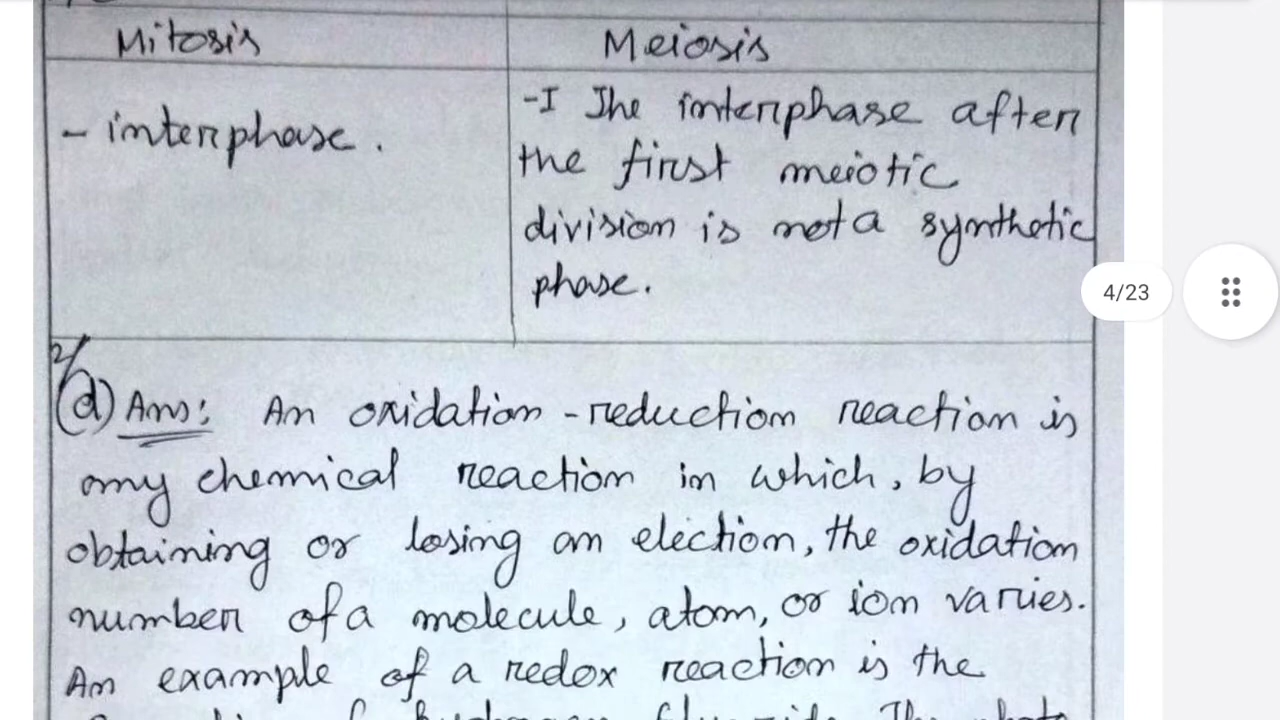 Mitosis
Meiosis
- interphase.
-I The interphase after
the first meiotic
division is not a synthetic
phase.
4/23
2/
(d) Ans: An oxidation-reduction reaction is
any chemical reaction in which, by
obtaining or losing an election, the oxidation
number of a molecule, atom, or ion varies.
An example of a redox reaction is the